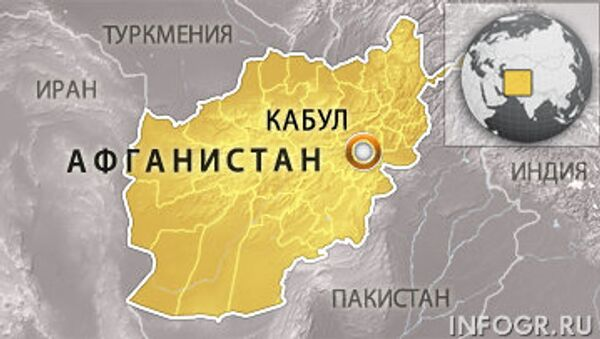 ТУРКМЕНИЯ
ИРАН
КАБУЛ
АФГАНИСТАН
ИНДИЯ
ПАКИСТАН
INFOGR.RU